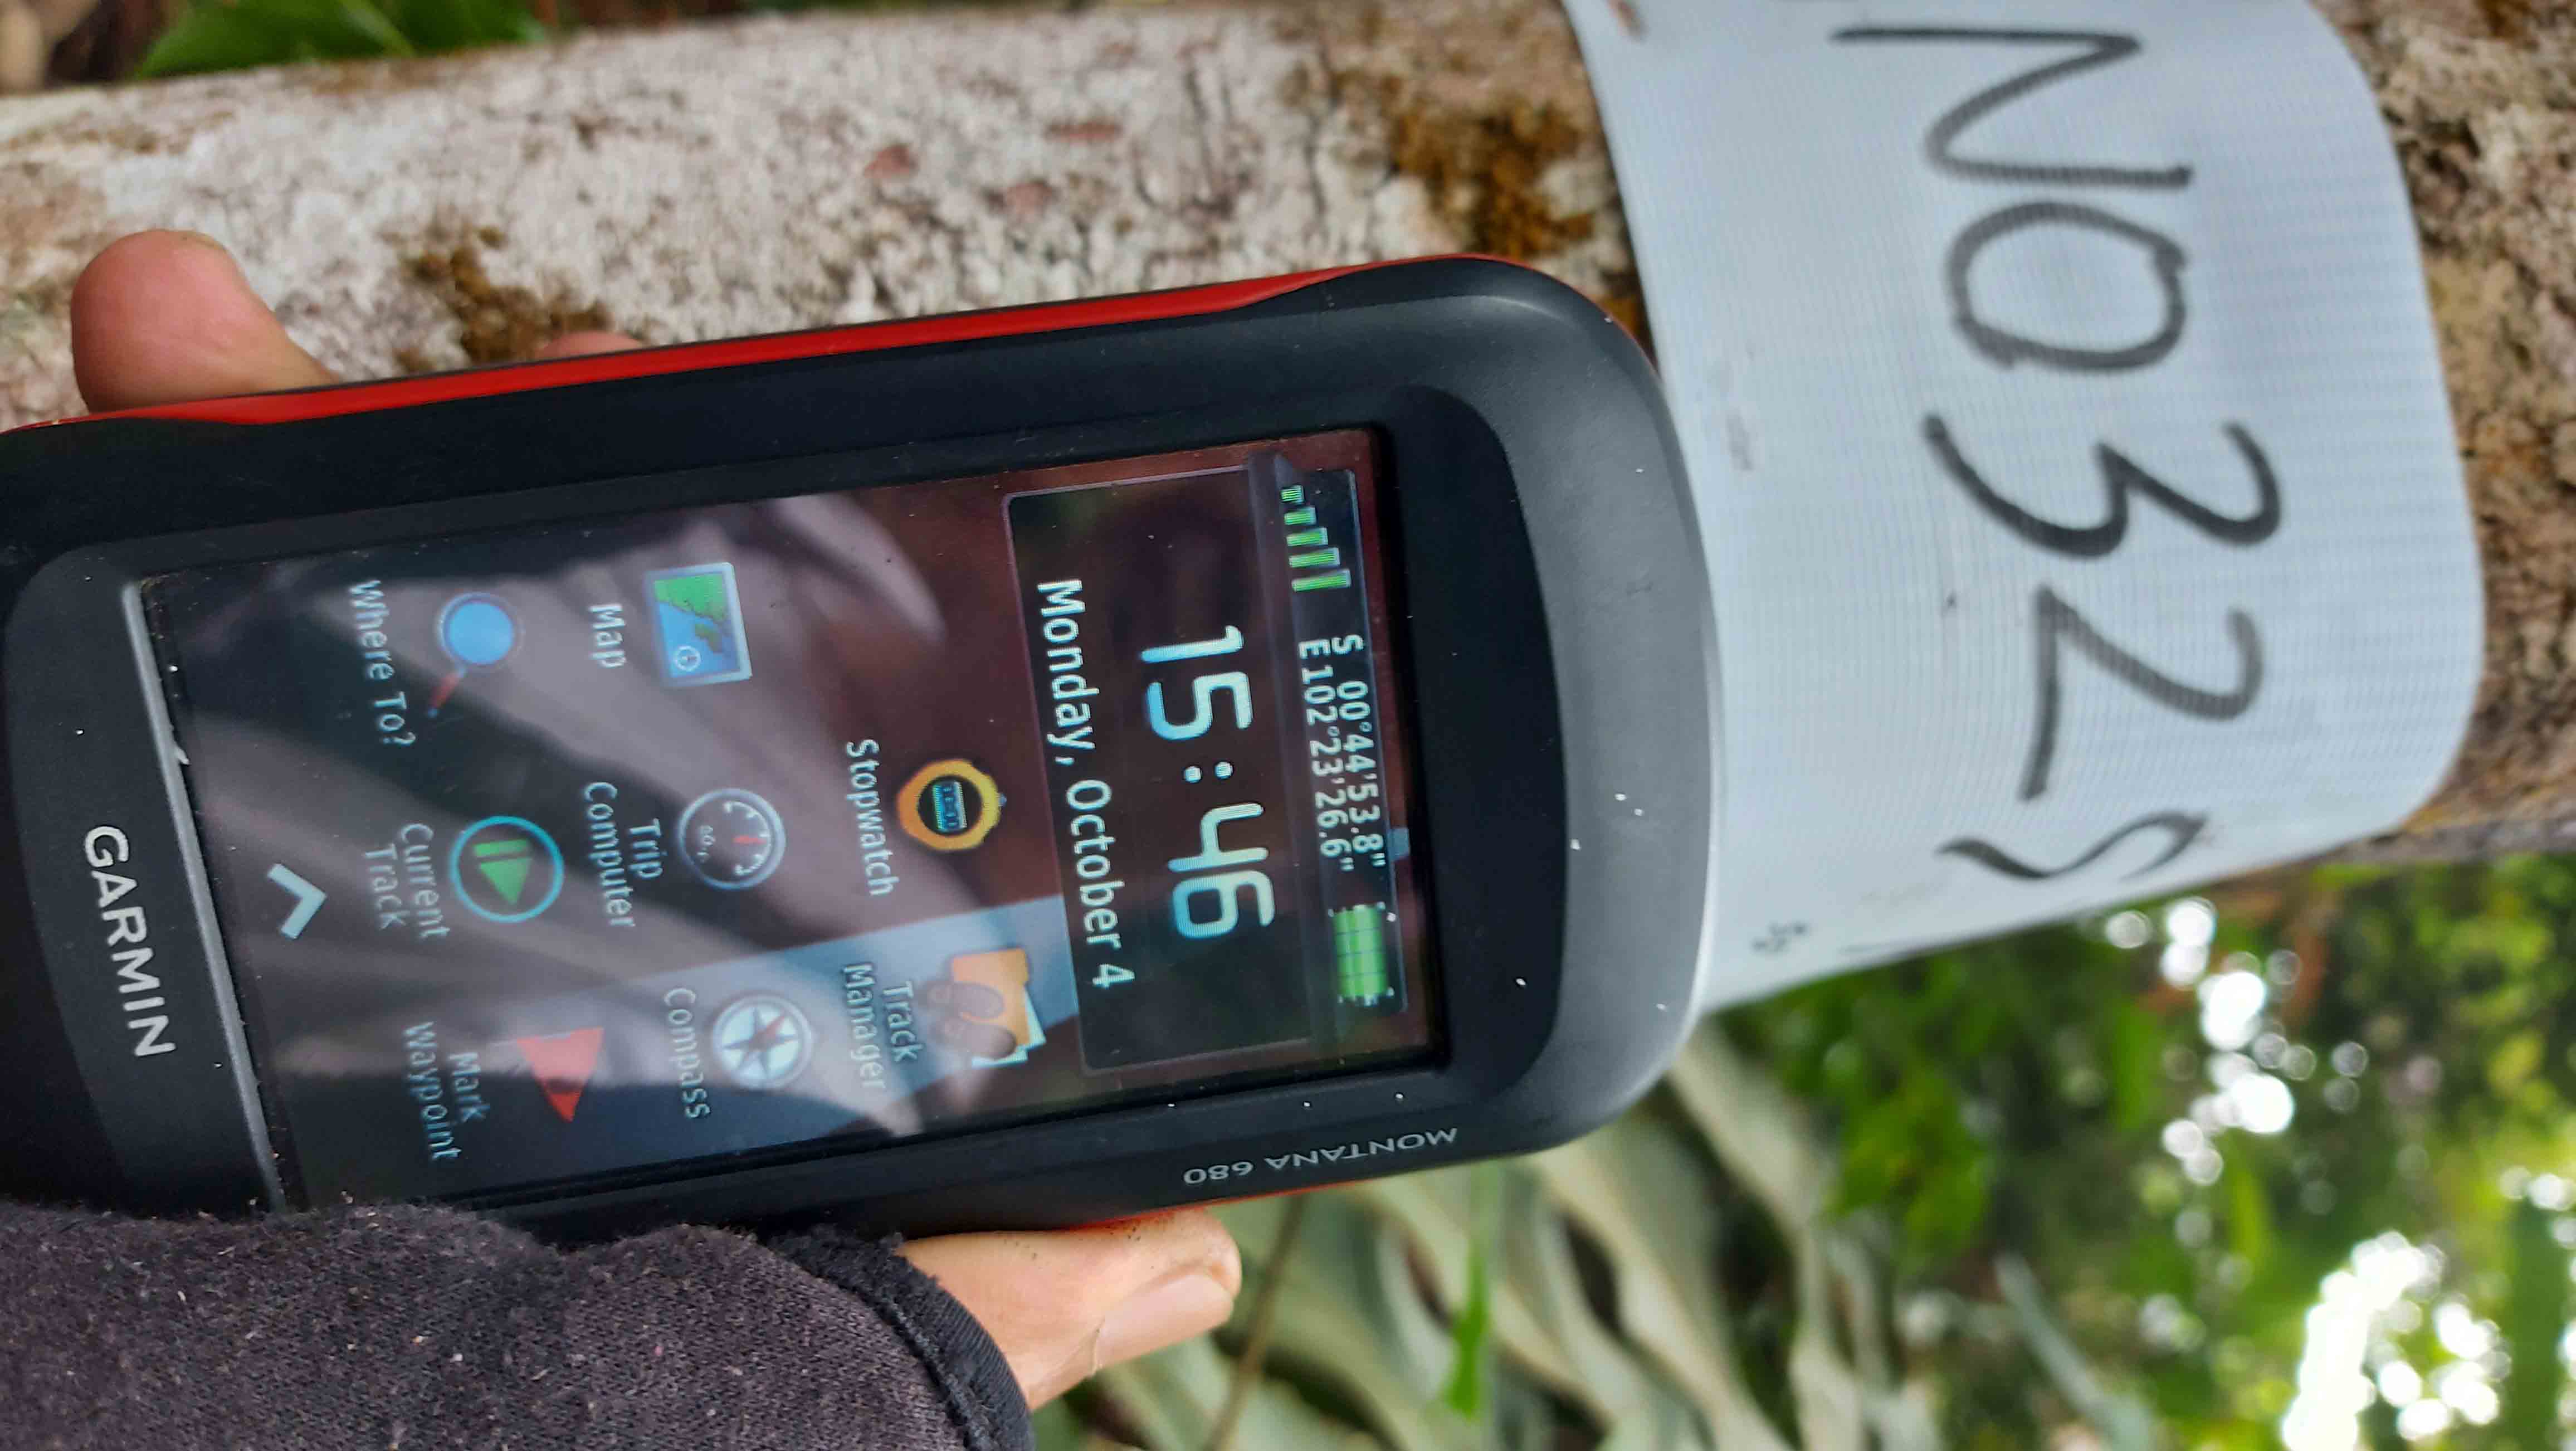 NO32
MONTANA 680
S 00°44'53.8"
E 102°23'26.6"
15:46
Monday, October 4
Stopwatch
Track
Manager
Map
Trip
Computer
Compass
Where To?
Current
Track
Mark
Waypoint
GARMIN